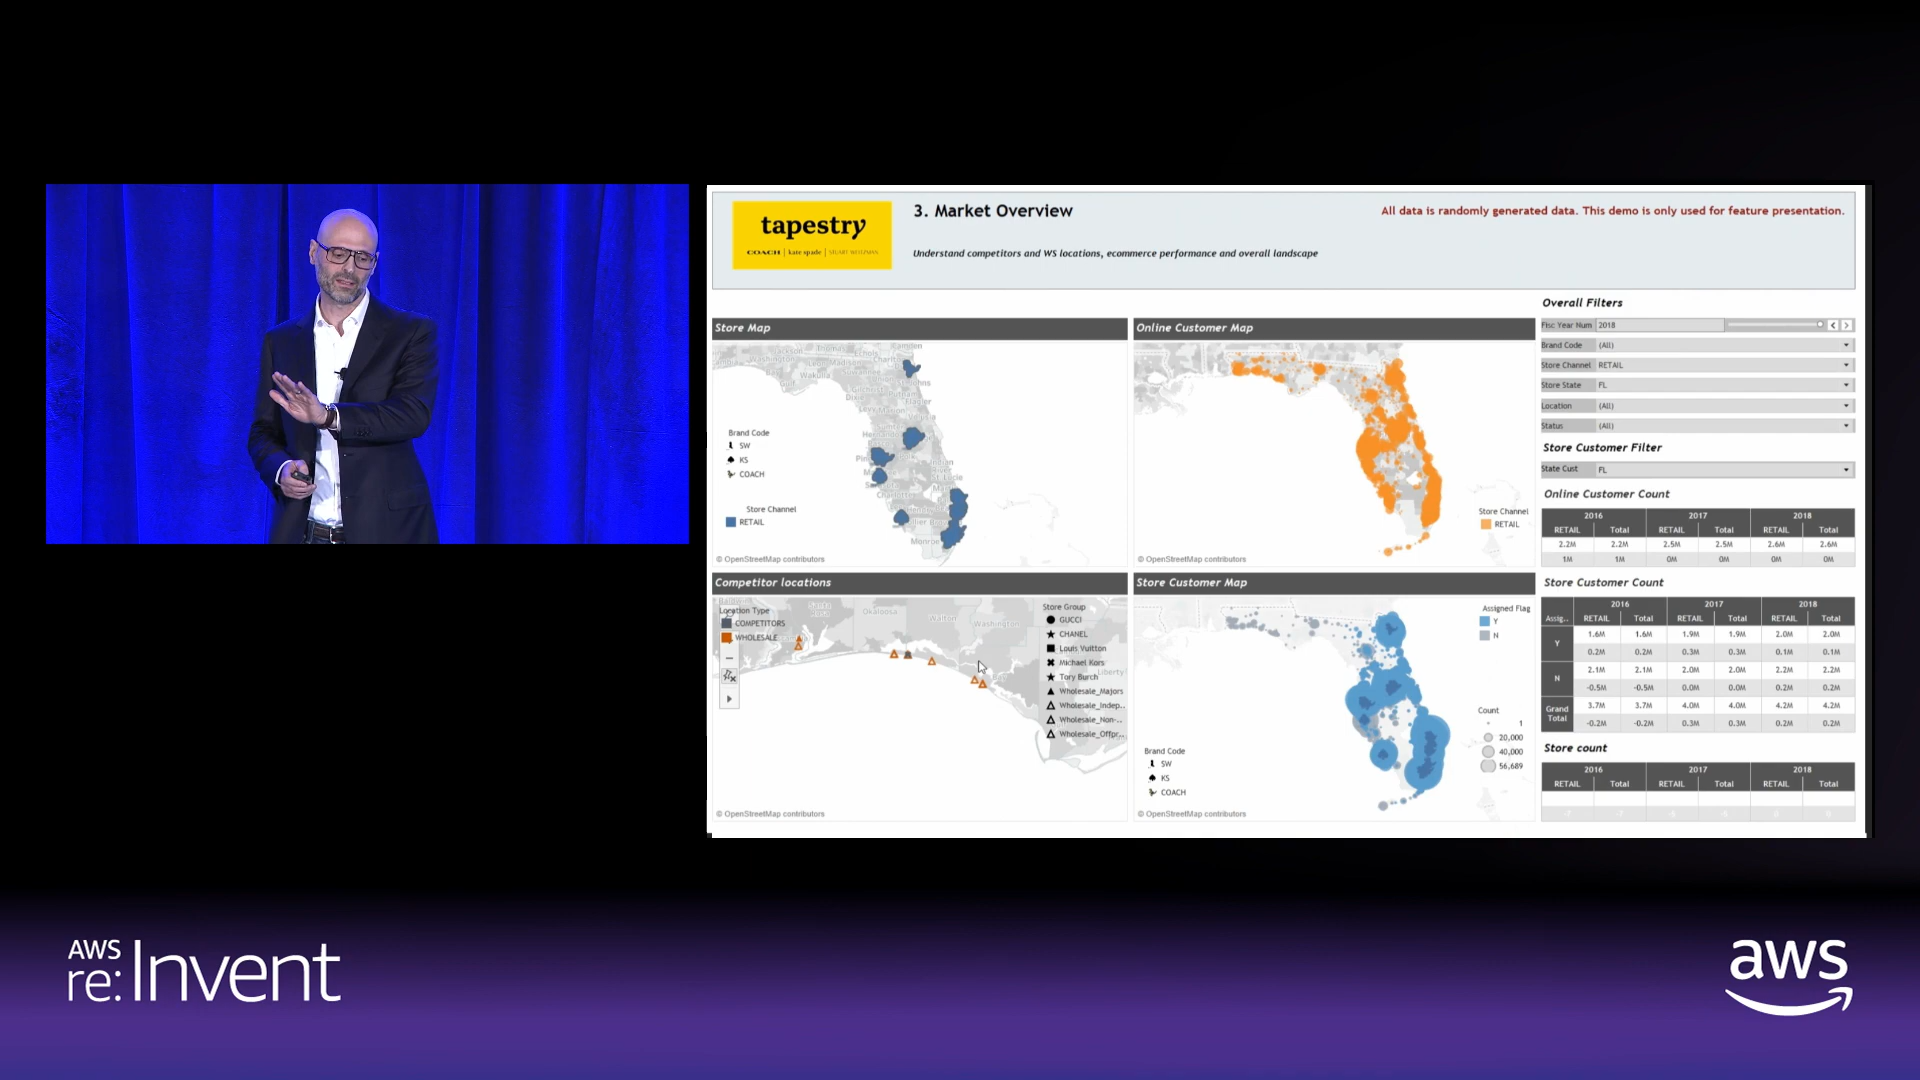 tapestry
COACH | kate spade | STUART WEITZMAN
3. Market Overview
All data is randomly generated data. This demo is only used for feature presentation.
Understand competitors and WS locations, ecommerce performance and overall landscape
Store Map
Brand Code
SW
KS
COACH
Store Channel
RETAIL
© OpenStreetMap contributors
Online Customer Map
Store Channel
RETAIL
© OpenStreetMap contributors
Competitor locations
Location Type
COMPETITORS
WHOLESALE
Okaloosa
Walton
Washington
Liberty
Store Group
GUCCI
CHANEL
Louis Vuitton
Michael Kors
Tory Burch
Wholesale_Majors
Wholesale_Indep..
Wholesale_Non-..
Wholesale_Offpr..
© OpenStreetMap contributors
Store Customer Map
Assigned Flag
Y
N
Count
1
20,000
40,000
56,689
Brand Code
SW
KS
COACH
© OpenStreetMap contributors
Overall Filters
Fisc Year Num 2018
Brand Code (All)
Store Channel RETAIL
Store State FL
Location (All)
Status (All)
Store Customer Filter
State Cust FL
Online Customer Count
2016 2017 2018
RETAIL Total RETAIL Total RETAIL Total
2.2M 2.2M 2.5M 2.5M 2.6M 2.6M
1M 1M 0M 0M 0M 0M
Store Customer Count
2016 2017 2018
Assig.. RETAIL Total RETAIL Total RETAIL Total
Y 1.6M 1.6M 1.9M 1.9M 2.0M 2.0M
0.2M 0.2M 0.3M 0.3M 0.1M 0.1M
N 2.1M 2.1M 2.0M 2.0M 2.2M 2.2M
-0.5M -0.5M 0.0M 0.0M 0.2M 0.2M
Grand Total 3.7M 3.7M 4.0M 4.0M 4.2M 4.2M
-0.2M -0.2M 0.3M 0.3M 0.2M 0.2M
Store count
2016 2017 2018
RETAIL Total RETAIL Total RETAIL Total
AWS
re:Invent
aws